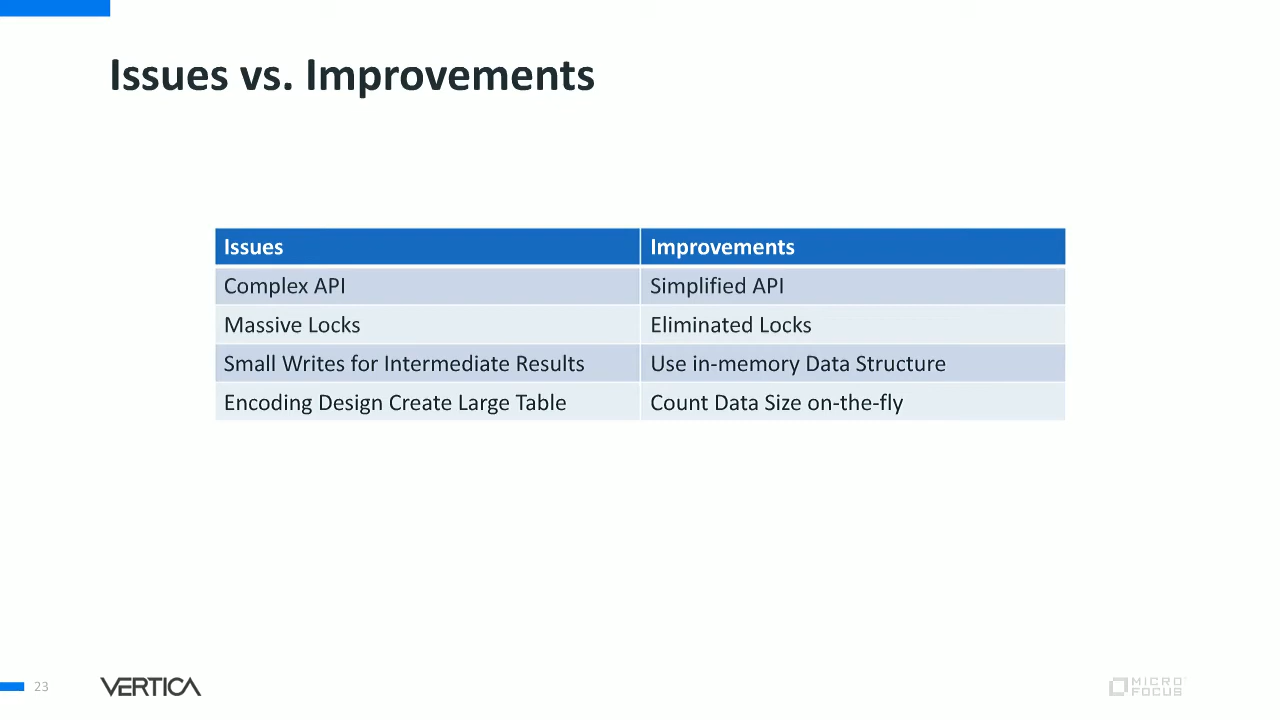 Issues vs. Improvements
Issues Improvements
Complex API Simplified API
Massive Locks Eliminated Locks
Small Writes for Intermediate Results Use in-memory Data Structure
Encoding Design Create Large Table Count Data Size on-the-fly
23
VERTICA
MICRO
FOCUS